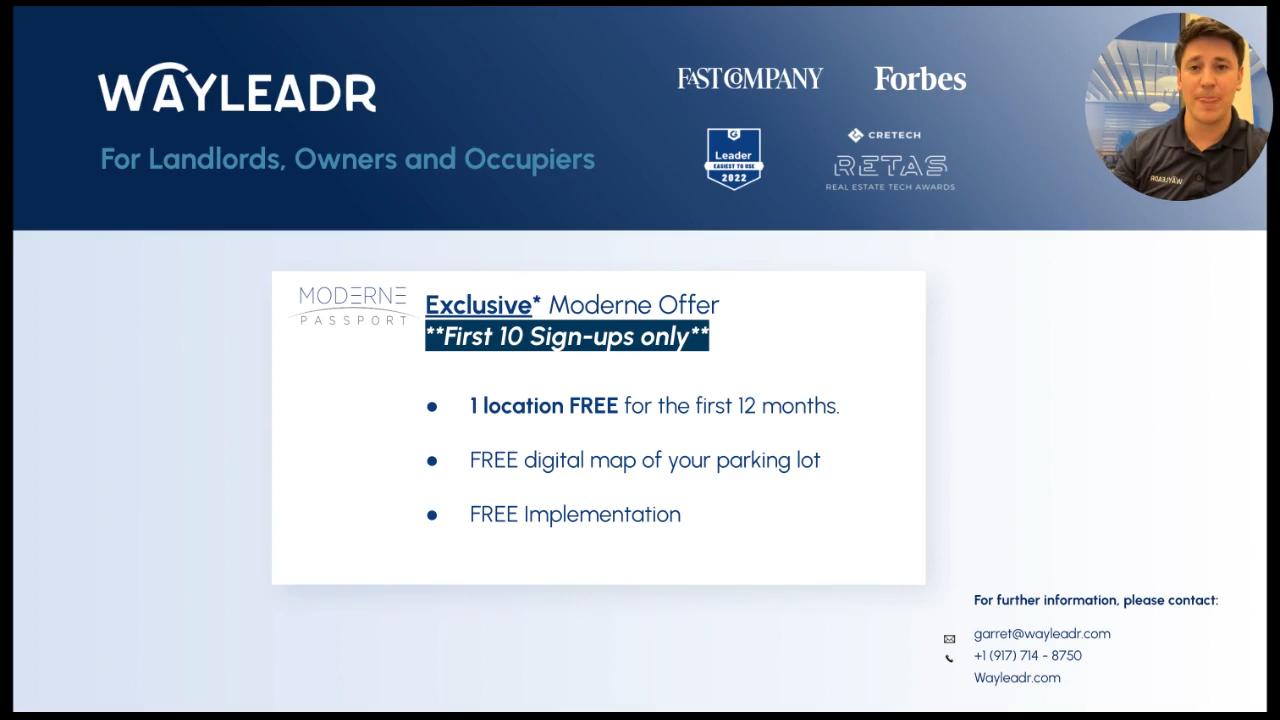 WAYLEADR
For Landlords, Owners and Occupiers
FAST COMPANY
Forbes
G
Leader
EASIEST TO USE
2022
CRETECH
RETAS
REAL ESTATE TECH AWARDS
WAYLEADR
MODERNE
PASSPORT
Exclusive* Moderne Offer
**First 10 Sign-ups only**
● 1 location FREE for the first 12 months.
● FREE digital map of your parking lot
● FREE Implementation
For further information, please contact:
garret@wayleadr.com
+1 (917) 714 - 8750
Wayleadr.com